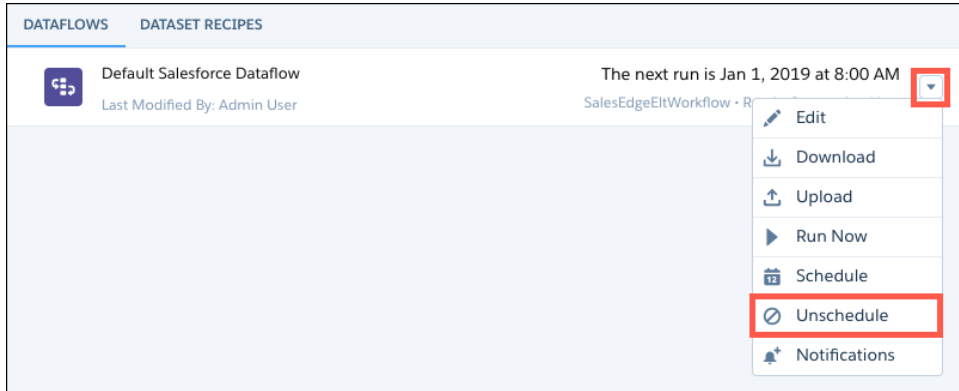 DATAFLOWS DATASET RECIPES
Default Salesforce Dataflow
The next run is Jan 1, 2019 at 8:00 AM
Last Modified By: Admin User
SalesEdgeEltWorkflow •
Edit
Download
Upload
Run Now
12
Schedule
Unschedule
Notifications